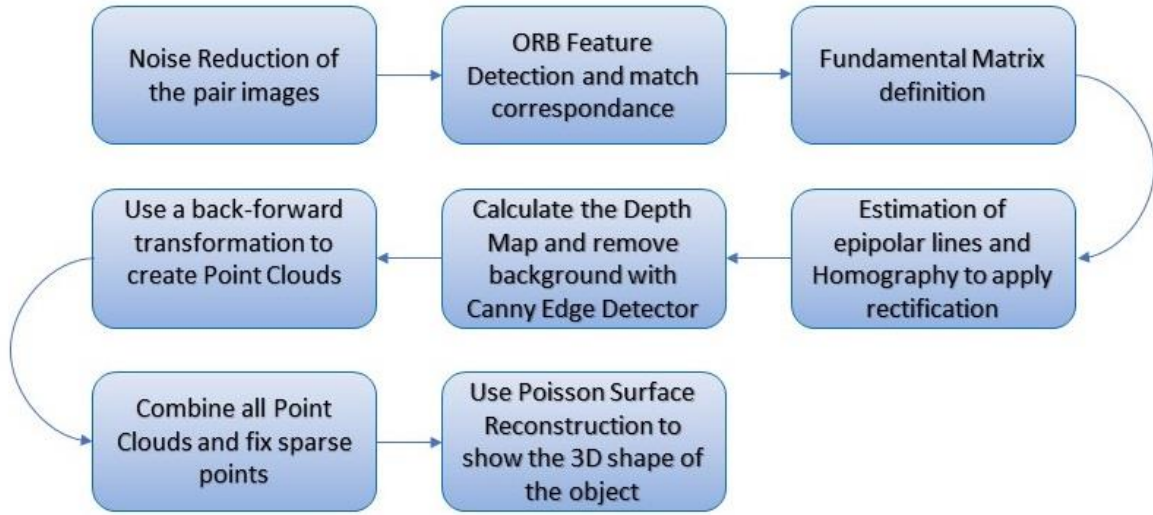 Noise Reduction of
the pair images
ORB Feature
Detection and match
correspondance
Fundamental Matrix
definition
Estimation of
epipolar lines and
Homography to apply
rectification
Calculate the Depth
Map and remove
background with
Canny Edge Detector
Use a back-forward
transformation to
create Point Clouds
Combine all Point
Clouds and fix sparse
points
Use Poisson Surface
Reconstruction to
show the 3D shape of
the object